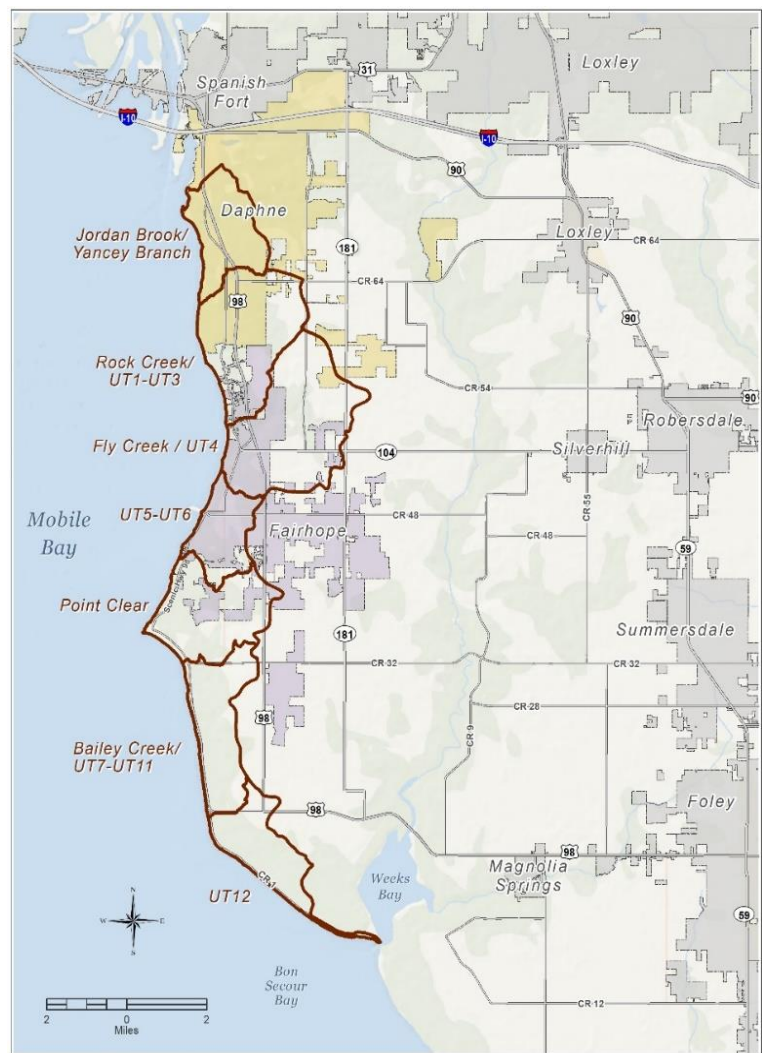 Loxley
Spanish
Fort
31
I-10
I-10
90
Daphne
Jordan Brook/
Yancey Branch
181
Loxley
CR 64
CR 64
98
90
Rock Creek/
UT1-UT3
CR 54
90
Robersdale
Fly Creek / UT4
104
Silverhill
CR 55
Mobile
Bay
UT5-UT6
CR 48
Fairhope
CR 48
59
Point Clear
181
Summersdale
CR 32
CR 32
98
CR 28
CR 9
Bailey Creek/
UT7-UT11
98
Foley
Magnolia
Springs
98
Weeks
Bay
UT12
CR 1
59
N
W
E
S
Bon
Secour
Bay
CR 12
2
0
2
Miles